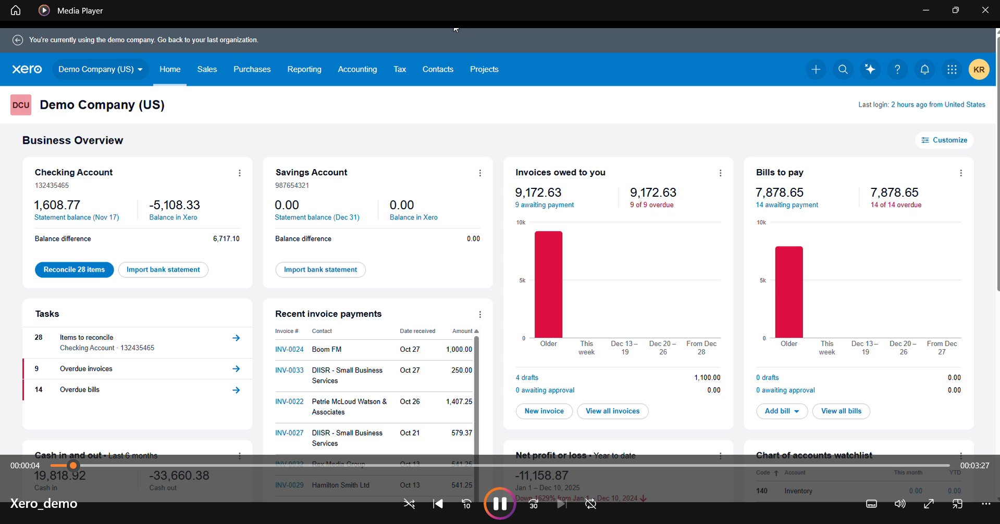 Media Player
You're currently using the demo company. Go back to your last organization.
xero
Demo Company (US)
Home
Sales
Purchases
Reporting
Accounting
Tax
Contacts
Projects
?
KR
DCU
Demo Company (US)
Last login: 2 hours ago from United States
Business Overview
Customize
Checking Account
132435465
1,608.77
-5,108.33
Statement balance (Nov 17)
Balance in Xero
Balance difference
6,717.10
Reconcile 28 items
Import bank statement
Savings Account
987654321
0.00
0.00
Statement balance (Dec 31)
Balance in Xero
Balance difference
0.00
Import bank statement
Invoices owed to you
9,172.63
9,172.63
9 awaiting payment
9 of 9 overdue
10k
5k
0
Older
This
week
Dec 13 –
19
Dec 20 –
26
From Dec
28
4 drafts
1,100.00
0 awaiting approval
0.00
New invoice
View all invoices
Bills to pay
7,878.65
7,878.65
14 awaiting payment
14 of 14 overdue
10k
5k
0
Older
This
week
Dec 13 –
19
Dec 20 –
26
From Dec
27
0 drafts
0.00
0 awaiting approval
0.00
Add bill
View all bills
Tasks
28
Items to reconcile
Checking Account · 132435465
9
Overdue invoices
14
Overdue bills
Recent invoice payments
Invoice # Contact Date received Amount
INV-0024 Boom FM Oct 27 1,000.00
INV-0033 DIISR - Small Business Oct 27 250.00
Services
INV-0022 Petrie McLoud Watson & Oct 26 1,407.25
Associates
INV-0027 DIISR - Small Business Oct 21 579.37
Services
INV-0032 Rex Media Group Oct 13 541.25
INV-0029 Hamilton Smith Ltd Oct 13 541.25
Cash in and out • Last 6 months
19,818.92
-33,660.38
Cash in
Cash out
Net profit or loss • Year to date
-11,158.87
Jan 1 – Dec 10, 2025
Down 1629% from Jan 1 – Dec 10, 2024
Chart of accounts watchlist
Code Account This month YTD
140 Inventory 0.00 0.00
00:00:04
00:03:27
Xero_demo
10
30